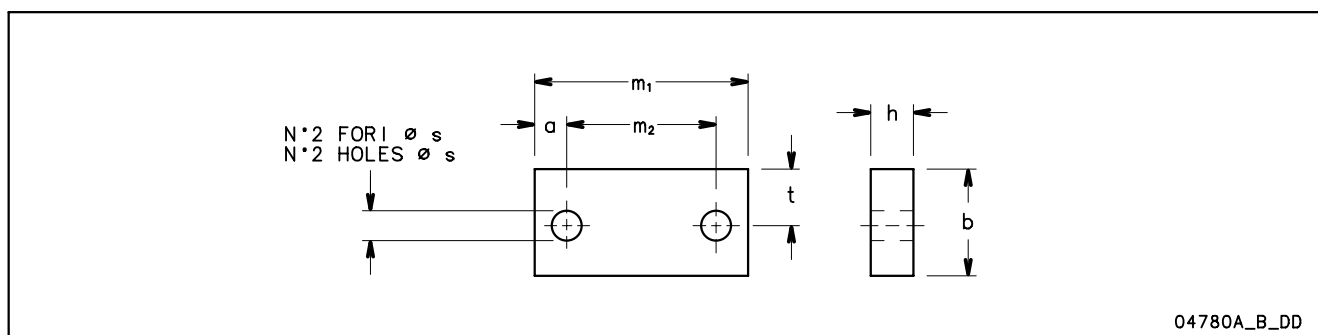 m₁
a
m₂
h
N°2 FORI Ø s
N°2 HOLES Ø s
t
b
04780A_B_DD